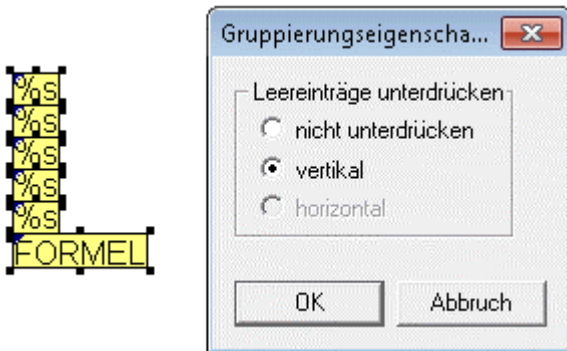 %s
%s
%s
%s
%s
FORMEL
Gruppierungseigenscha...
Leereinträge unterdrücken
nicht unterdrücken
vertikal
horizontal
OK
Abbruch